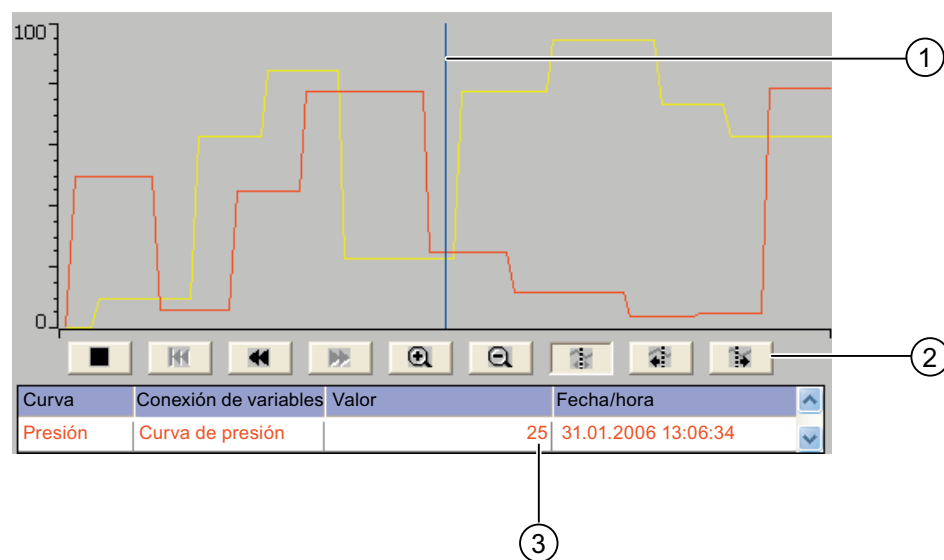 100
1
0
2
Curva Conexión de variables Valor Fecha/hora
Presión Curva de presión 25 31.01.2006 13:06:34
3